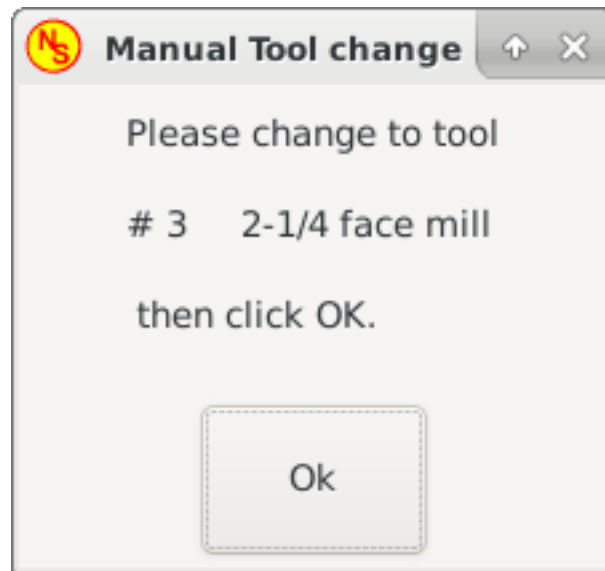 NS
Manual Tool change
Please change to tool
# 3 2-1/4 face mill
then click OK.
Ok